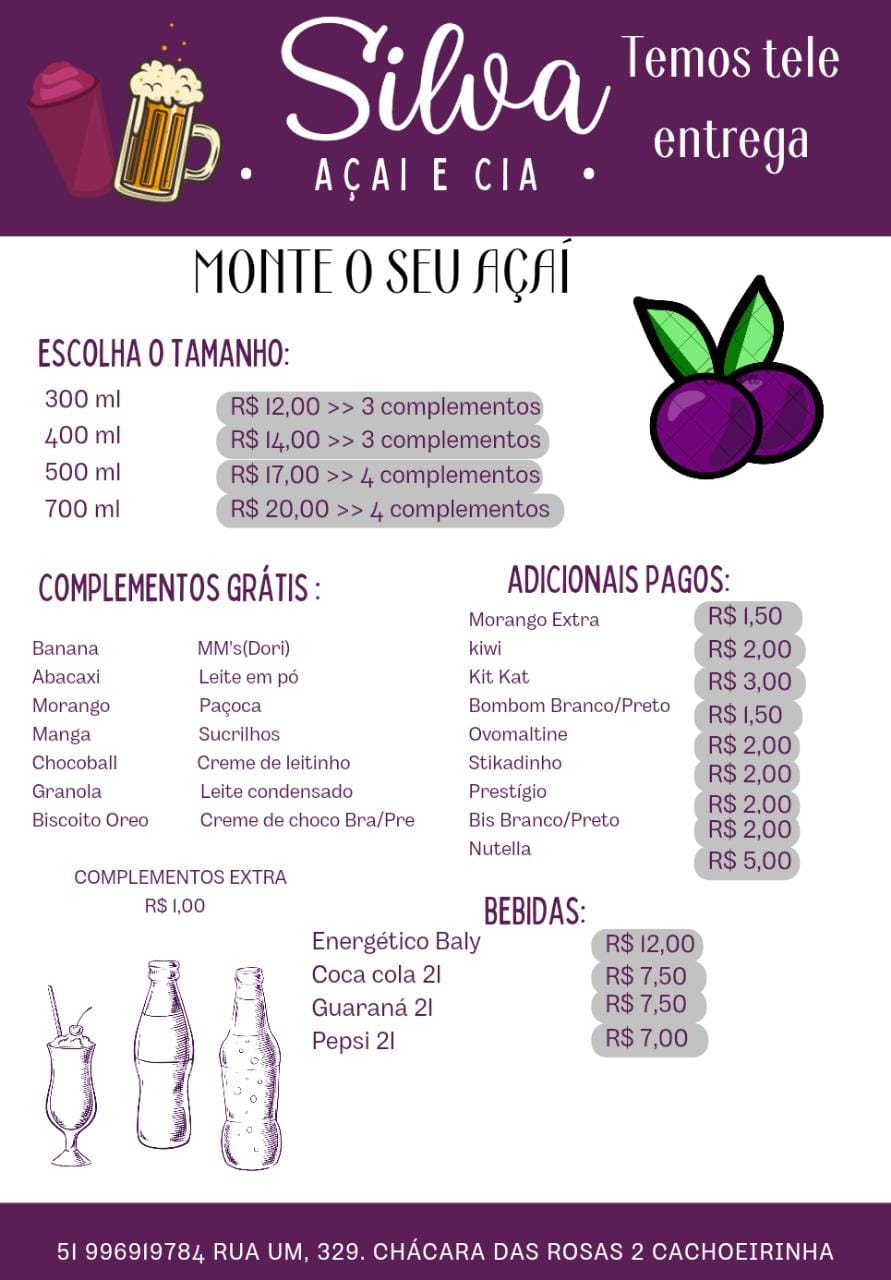 Silva
AÇAI E CIA
Temos tele
entrega
MONTE O SEU AÇAÍ
ESCOLHA O TAMANHO:
300 ml R$ 12,00 >> 3 complementos
400 ml R$ 14,00 >> 3 complementos
500 ml R$ 17,00 >> 4 complementos
700 ml R$ 20,00 >> 4 complementos
COMPLEMENTOS GRÁTIS :
Banana MM's(Dori)
Abacaxi Leite em pó
Morango Paçoca
Manga Sucrilhos
Chocoball Creme de leitinho
Granola Leite condensado
Biscoito Oreo Creme de choco Bra/Pre
COMPLEMENTOS EXTRA
R$ 1,00
ADICIONAIS PAGOS:
Morango Extra R$ 1,50
kiwi R$ 2,00
Kit Kat R$ 3,00
Bombom Branco/Preto R$ 1,50
Ovomaltine R$ 2,00
Stikadinho R$ 2,00
Prestígio R$ 2,00
Bis Branco/Preto R$ 2,00
Nutella R$ 5,00
BEBIDAS:
Energético Baly R$ 12,00
Coca cola 2l R$ 7,50
Guaraná 2l R$ 7,50
Pepsi 2l R$ 7,00
51 996919784 RUA UM, 329. CHÁCARA DAS ROSAS 2 CACHOEIRINHA